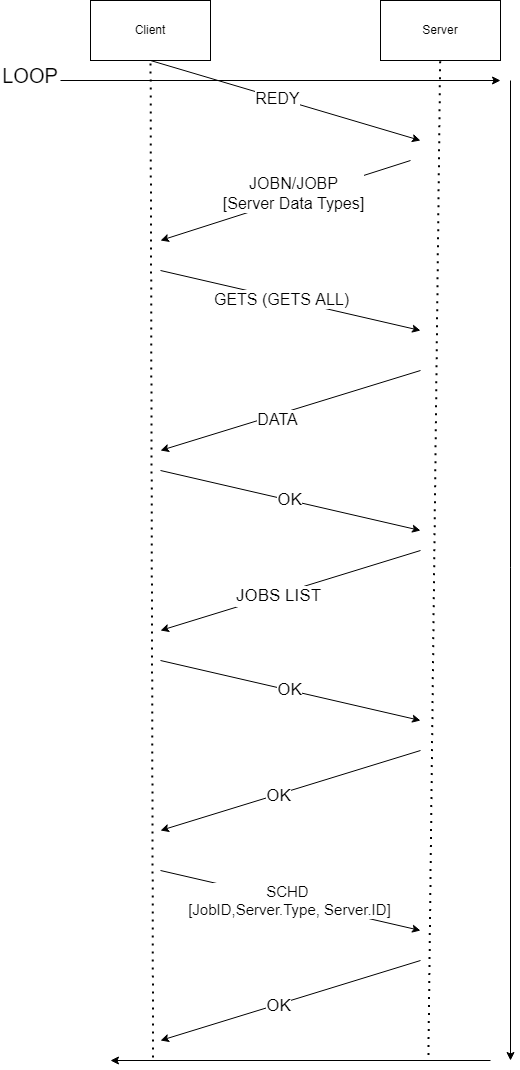 Client
Server
LOOP
REDY
JOBN/JOBP
[Server Data Types]
GETS (GETS ALL)
DATA
OK
JOBS LIST
OK
OK
SCHD
[JobID,Server.Type, Server.ID]
OK